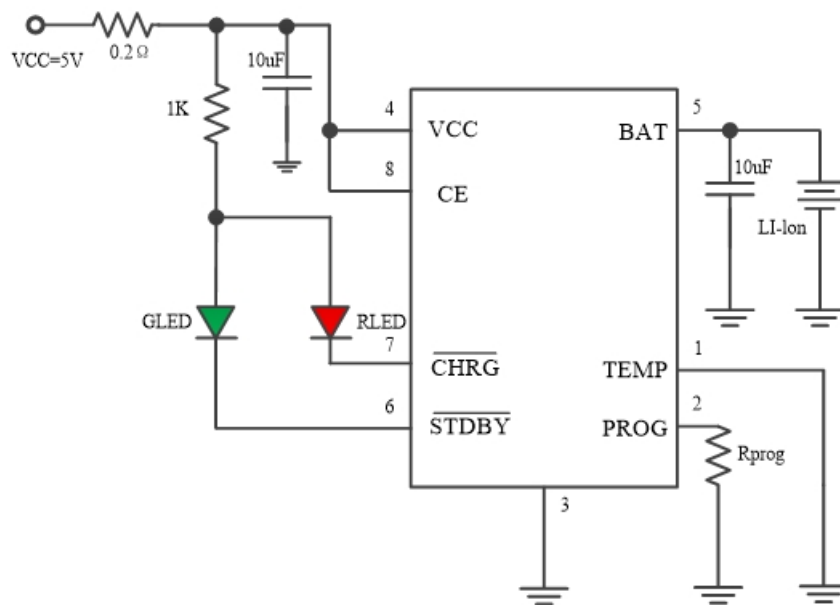 VCC=5V
0.2Ω
10uF
1K
4
VCC
8
CE
GLED
RLED
7
CHRG
6
STDBY
3
5
BAT
10uF
LI-lon
1
TEMP
2
PROG
Rprog